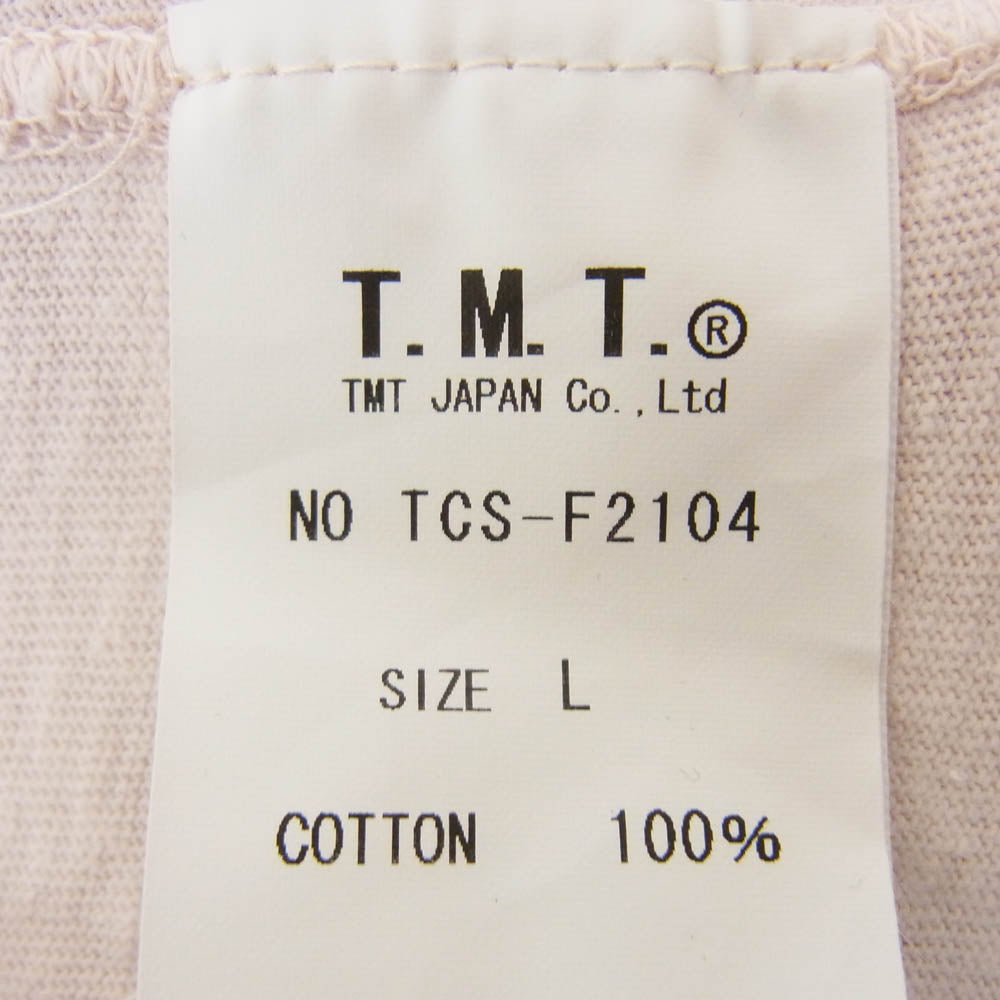 T.M.T.®
TMT JAPAN Co.,Ltd
NO TCS-F2104
SIZE L
COTTON 100%